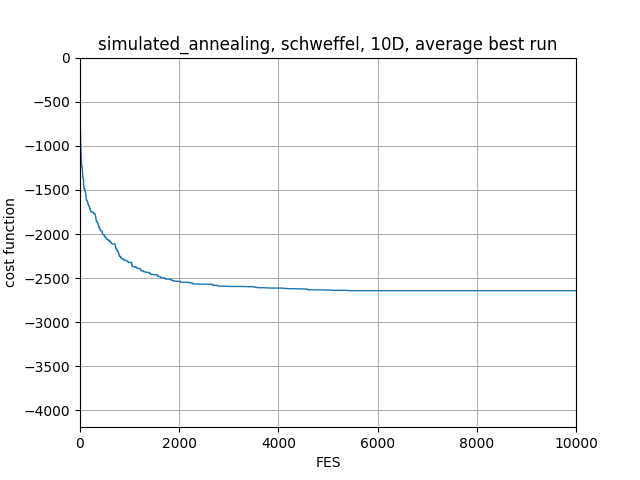 simulated_annealing, schweffel, 10D, average best run
0
−500
−1000
−1500
−2000
−2500
−3000
−3500
−4000
cost function
0 2000 4000 6000 8000 10000
FES